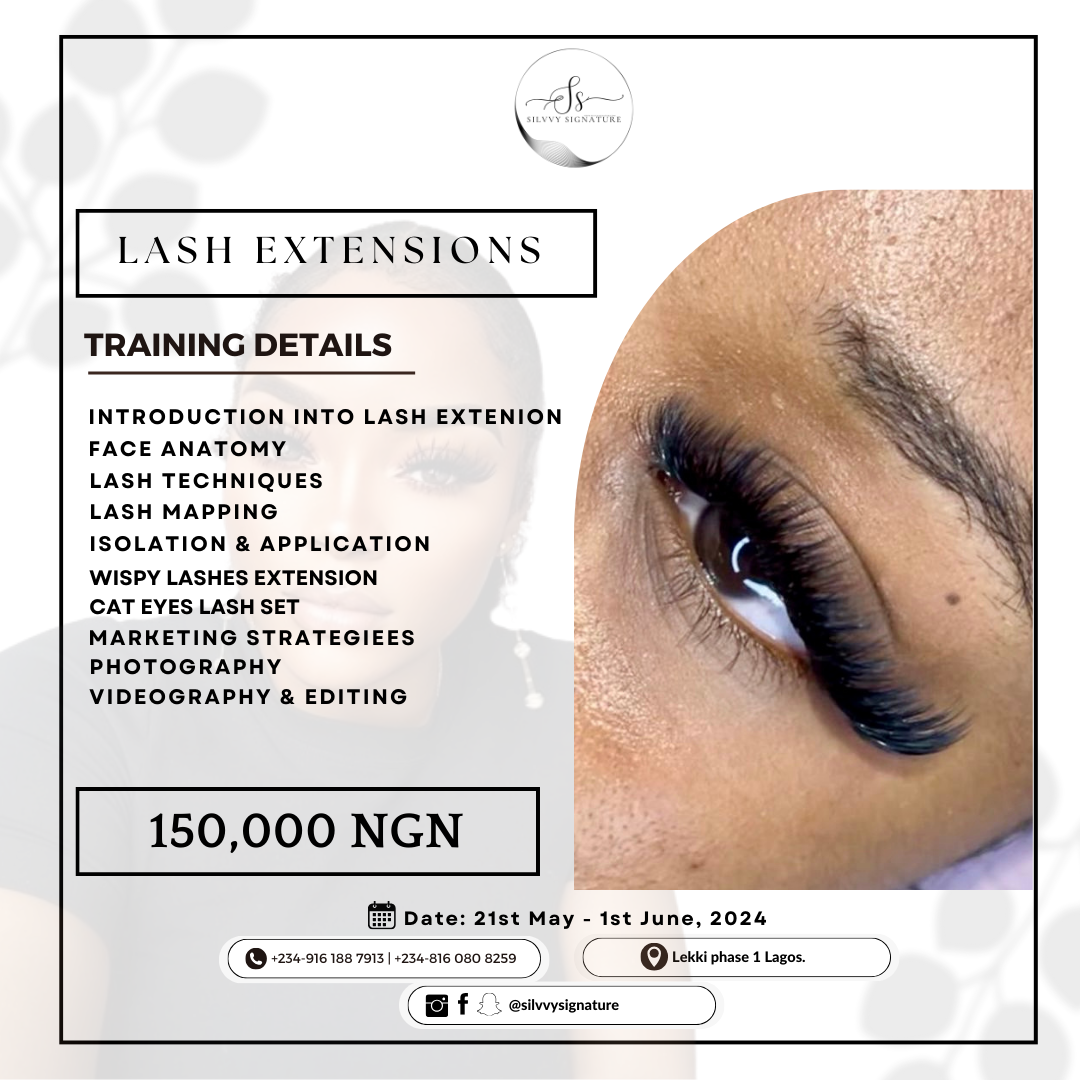 Ss
SILVVY SIGNATURE
LASH EXTENSIONS
TRAINING DETAILS
INTRODUCTION INTO LASH EXTENION
FACE ANATOMY
LASH TECHNIQUES
LASH MAPPING
ISOLATION & APPLICATION
WISPY LASHES EXTENSION
CAT EYES LASH SET
MARKETING STRATEGIEES
PHOTOGRAPHY
VIDEOGRAPHY & EDITING
150,000 NGN
Date: 21st May - 1st June, 2024
+234-916 188 7913 | +234-816 080 8259
Lekki phase 1 Lagos.
@silvvysignature